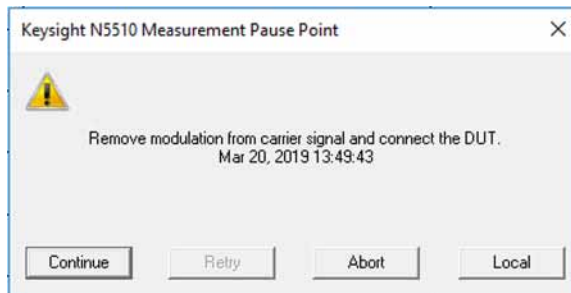 Keysight N5510 Measurement Pause Point
Remove modulation from carrier signal and connect the DUT.
Mar 20, 2019 13:49:43
Continue Retry Abort Local